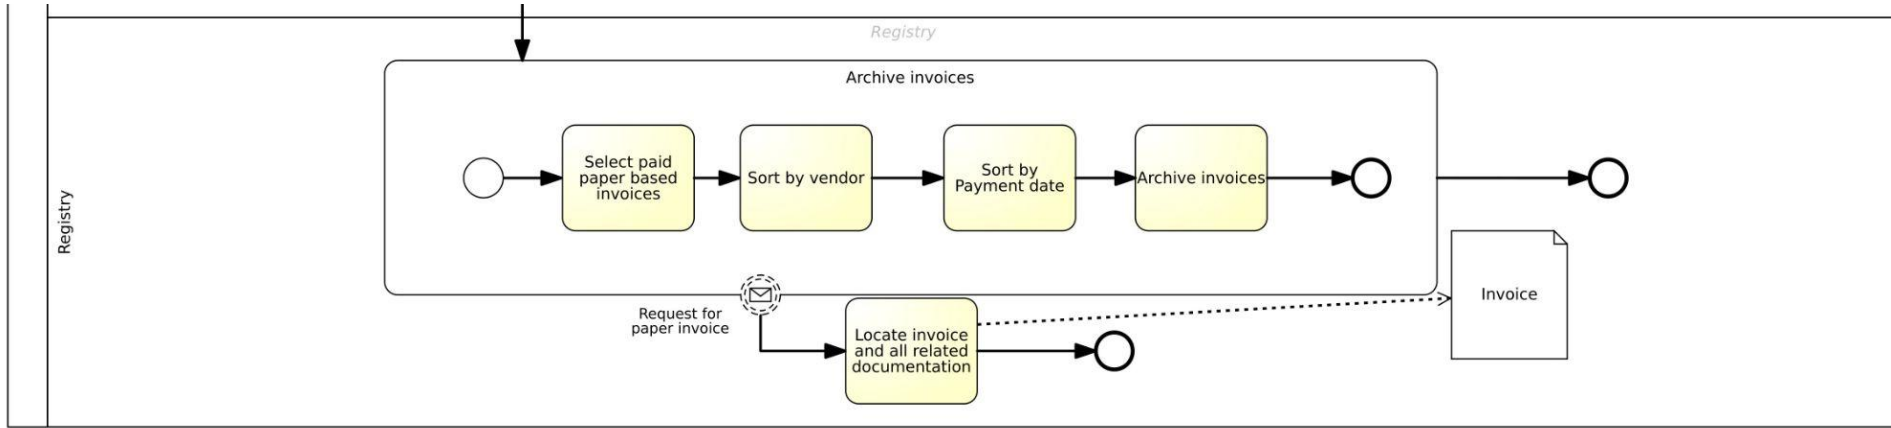 Registry
Archive invoices
Select paid
paper based
invoices
Sort by vendor
Sort by
Payment date
Archive invoices
Registry
Request for
paper invoice
Locate invoice
and all related
documentation
Invoice